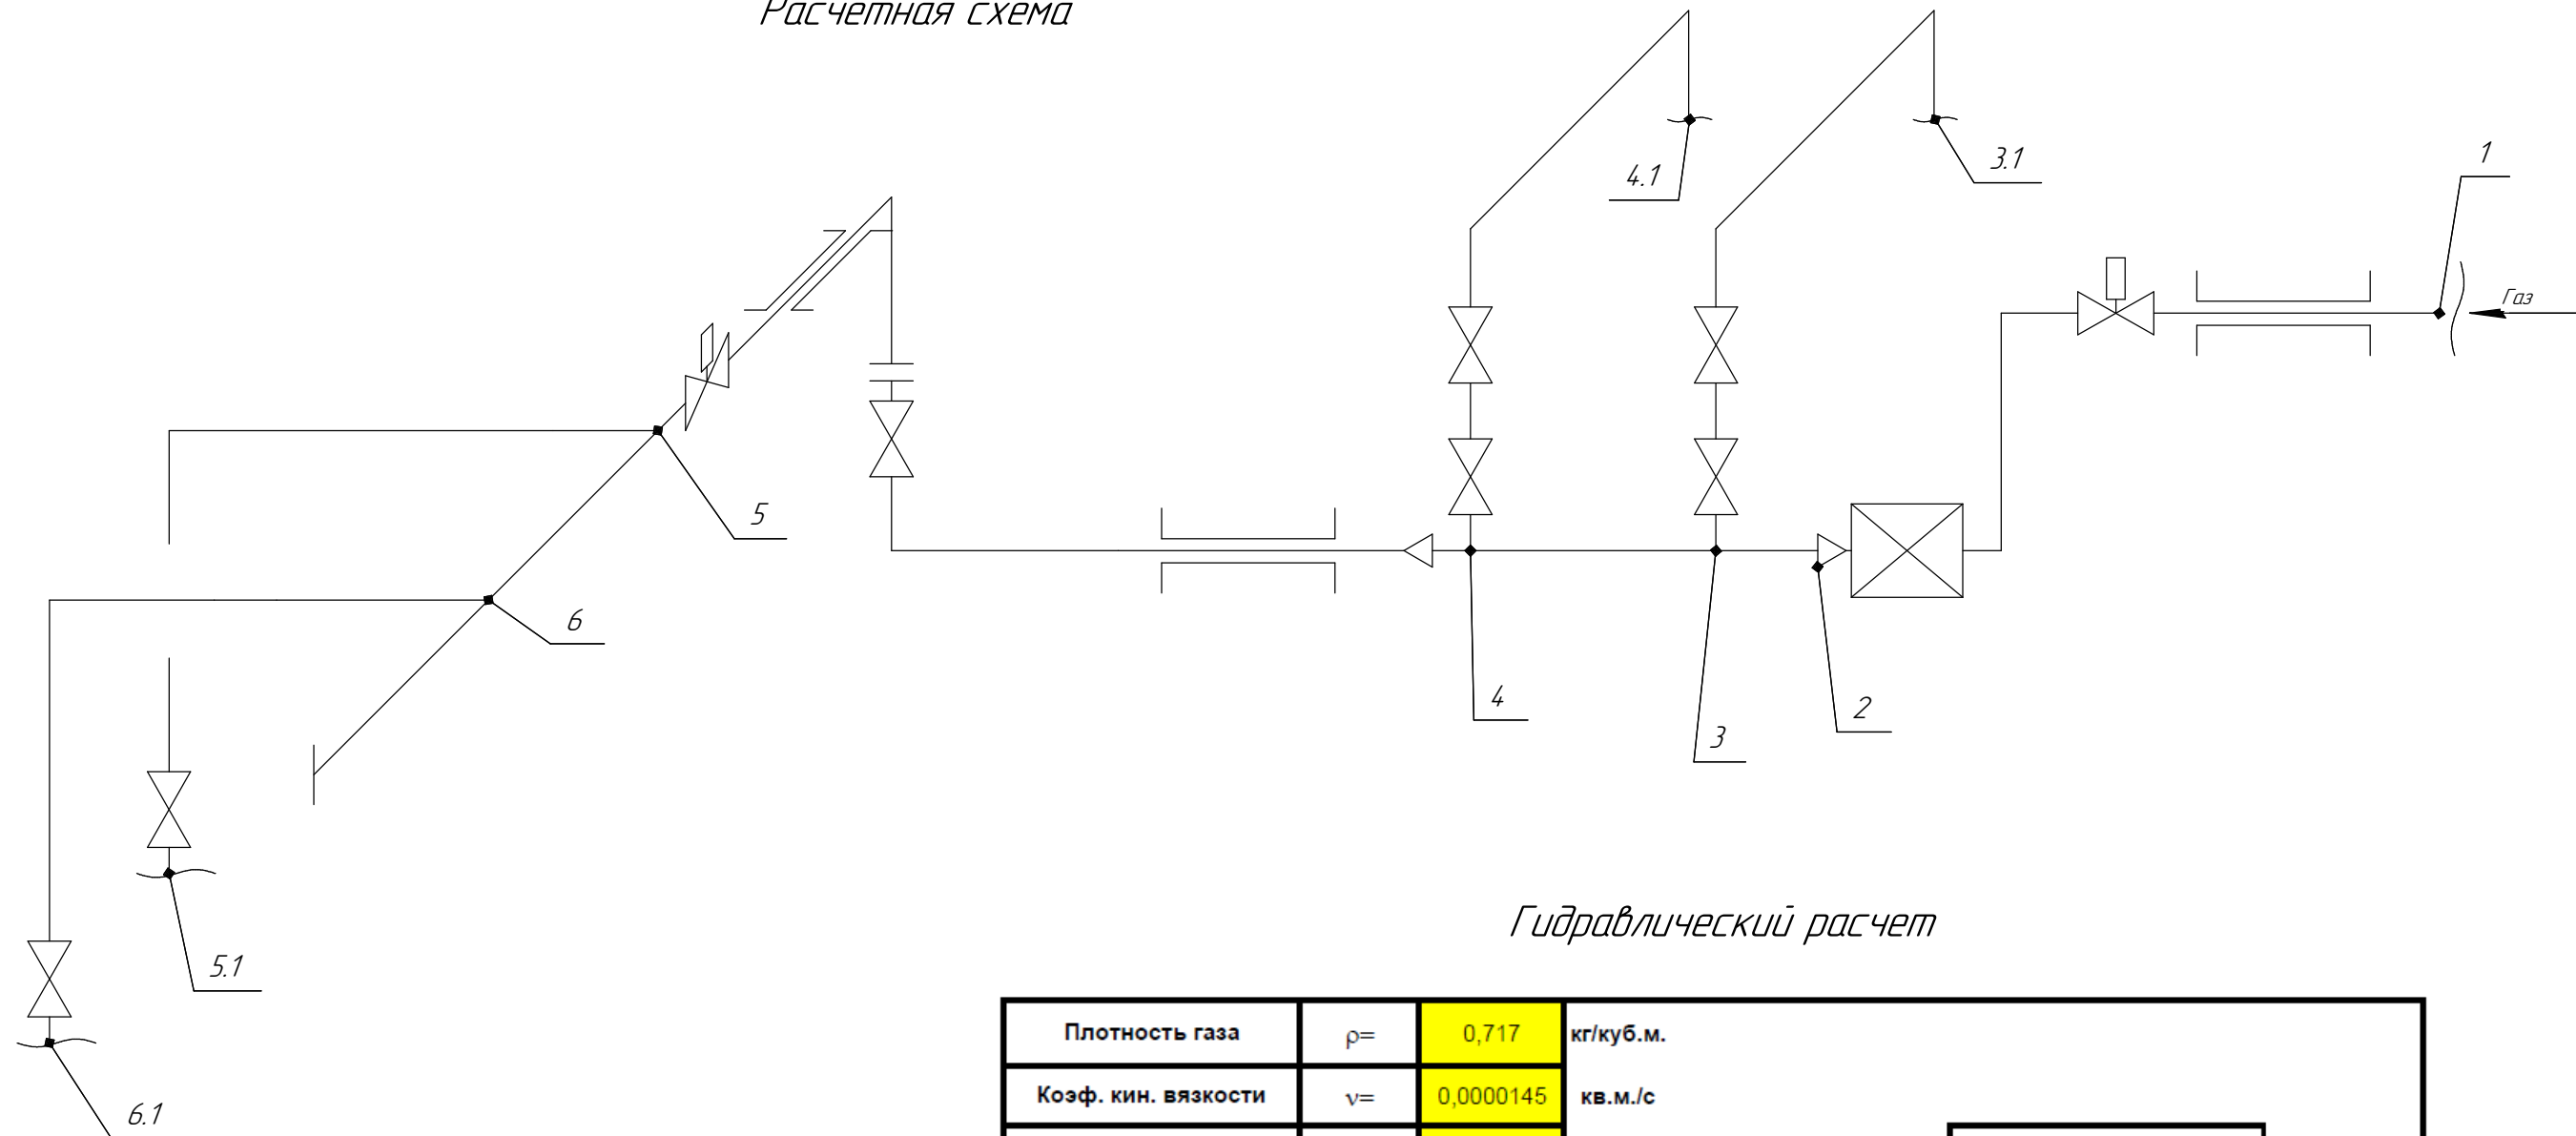 Расчетная схема
4.1
3.1
1
Газ
5
6
4
2
3
5.1
6.1
Гидравлический расчет
Плотность газа ρ= 0,717 кг/куб.м.
Коэф. кин. вязкости ν= 0,0000145 кв.м./с